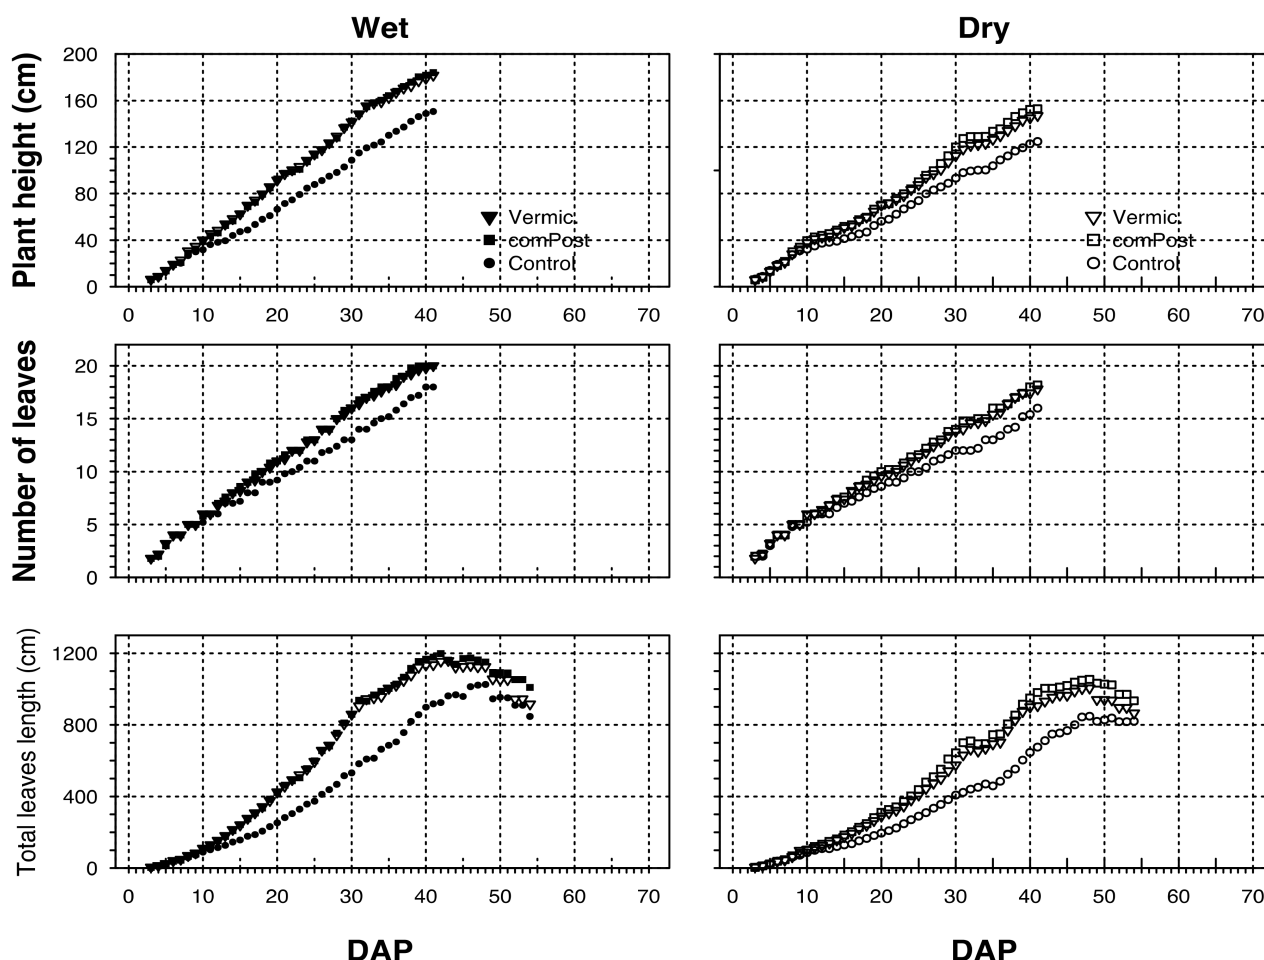 Wet
Dry
Plant height (cm)
200
160
120
80
40
0
Vermic.
comPost
Control
Vermic.
comPost
Control
0 10 20 30 40 50 60 70
0 10 20 30 40 50 60 70
Number of leaves
20
15
10
5
0
Total leaves length (cm)
1200
800
400
0
0 10 20 30 40 50 60 70
0 10 20 30 40 50 60 70
DAP
DAP